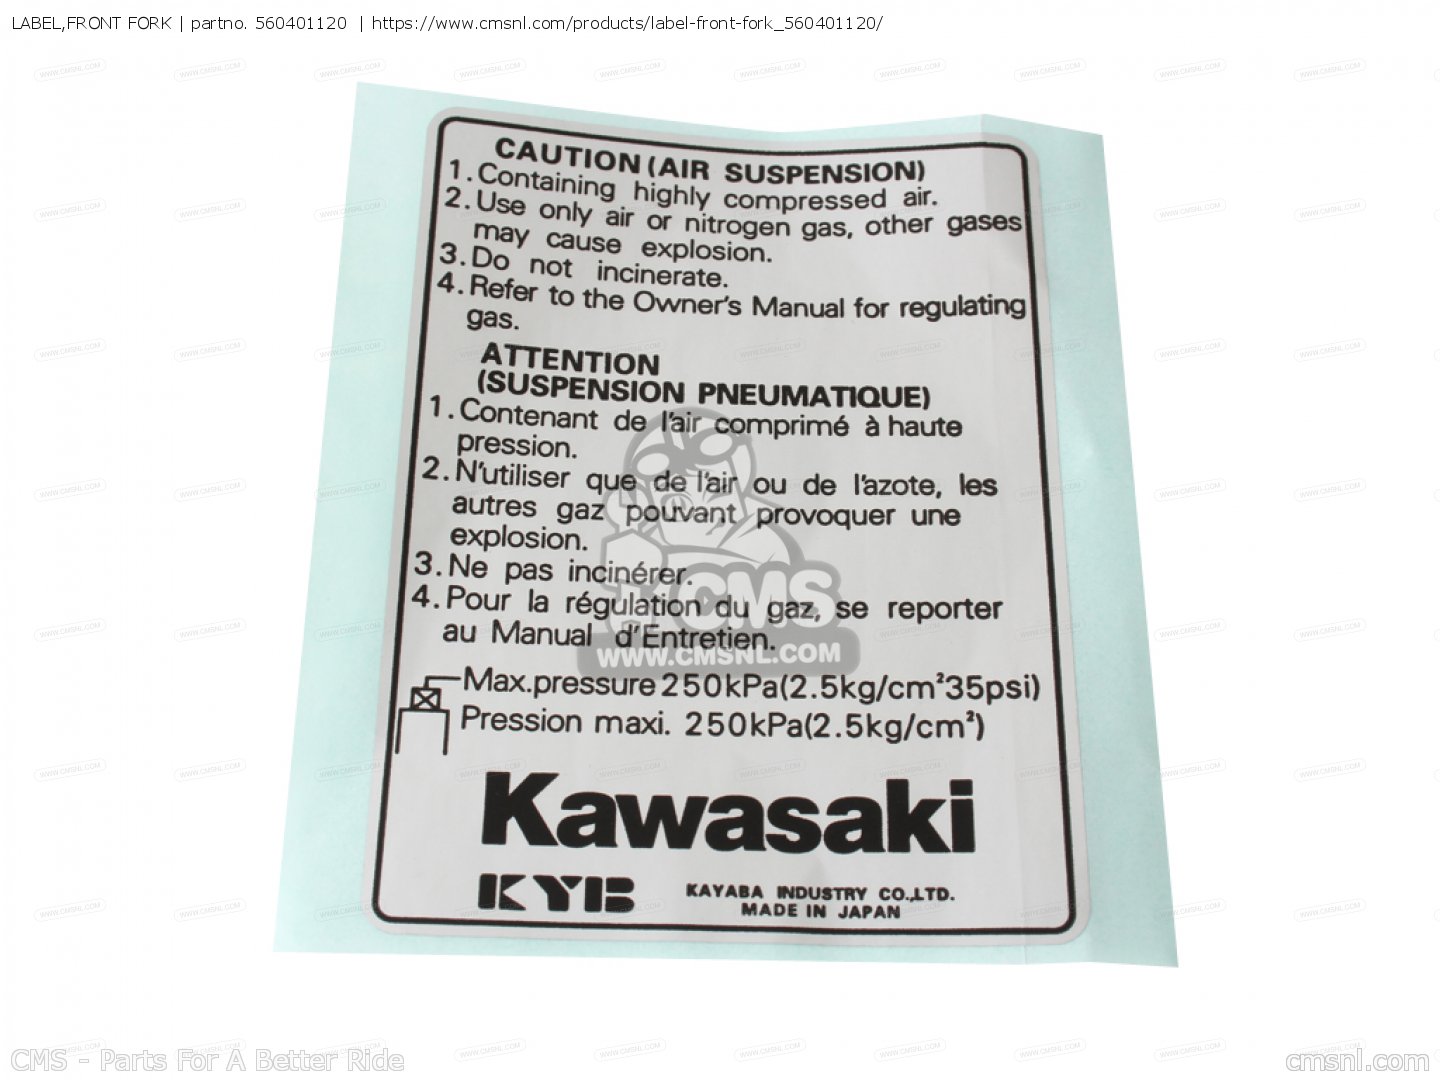 LABEL,FRONT FORK | partno. 560401120 | https://www.cmsnl.com/products/label-front-fork_560401120/
CAUTION (AIR SUSPENSION)
1. Containing highly compressed air.
2. Use only air or nitrogen gas, other gases
may cause explosion.
3. Do not incinerate.
4. Refer to the Owner's Manual for regulating
gas.
ATTENTION
(SUSPENSION PNEUMATIQUE)
1. Contenant de l'air comprimé à haute
pression.
2. N'utiliser que de l'air ou de l'azote, les
autres gaz pouvant provoquer une
explosion.
3. Ne pas incinérer.
4. Pour la régulation du gaz, se reporter
au Manual d'Entretien.
Max.pressure 250kPa(2.5kg/cm²35psi)
Pression maxi. 250kPa(2.5kg/cm²)
Kawasaki
KYB
KAYABA INDUSTRY CO.,LTD.
MADE IN JAPAN
CMS
WWW.CMSNL.COM
CMS - Parts For A Better Ride
cmsnl.com